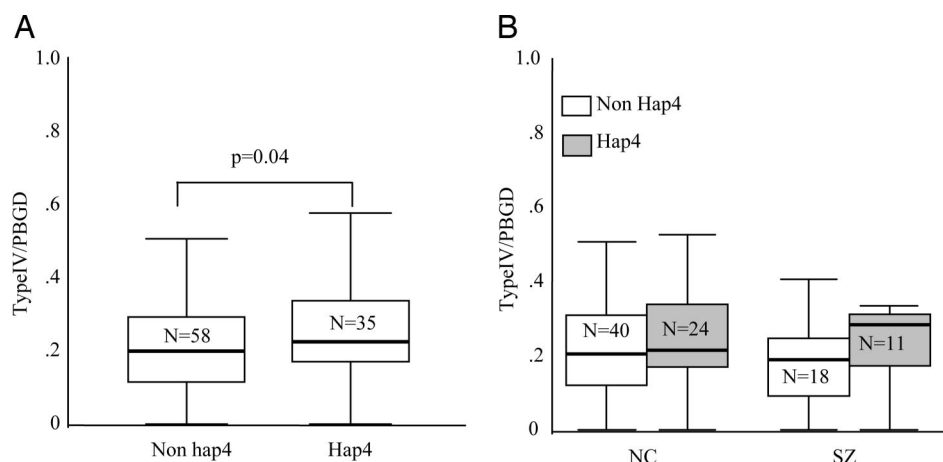 A
1.0
.8
.6
.4
.2
0
TypeIV/PBGD
p=0.04
N=58
N=35
Non hap4
Hap4
B
1.0
.8
.6
.4
.2
0
TypeIV/PBGD
Non Hap4
Hap4
N=40
N=24
N=18
N=11
NC
SZ